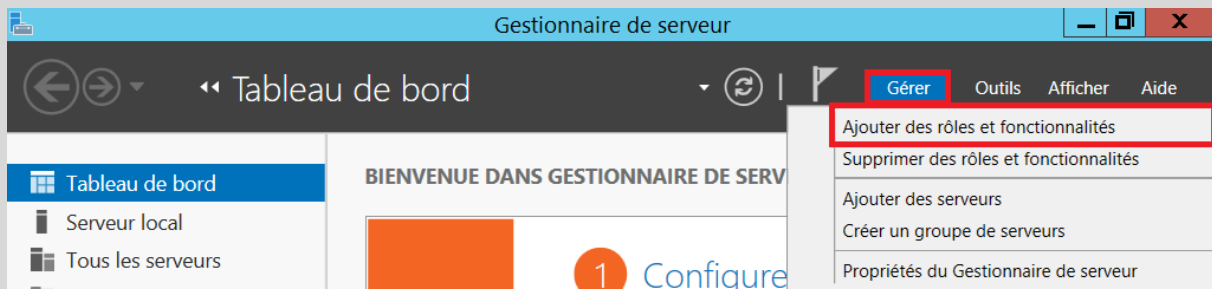 Gestionnaire de serveur
Tableau de bord
Gérer Outils Afficher Aide
Ajouter des rôles et fonctionnalités
Supprimer des rôles et fonctionnalités
Ajouter des serveurs
Créer un groupe de serveurs
Propriétés du Gestionnaire de serveur
Tableau de bord
Serveur local
Tous les serveurs
BIENVENUE DANS GESTIONNAIRE DE SERV
1 Configure